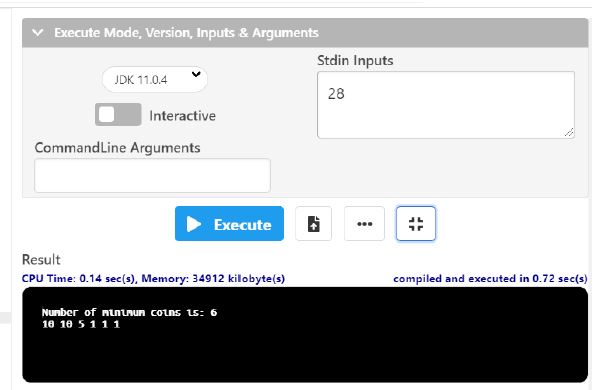 Execute Mode, Version, Inputs & Arguments
JDK 11.0.4
Interactive
Stdin Inputs
28
CommandLine Arguments
Execute
Result
CPU Time: 0.14 sec(s), Memory: 34912 kilobyte(s)
compiled and executed in 0.72 sec(s)
Number of minimum coins is: 6
10 10 5 1 1 1